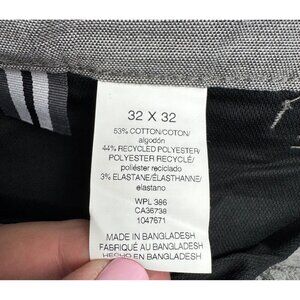 32 X 32
53% COTTON/COTON/
algodón
44% RECYCLED POLYESTER/
POLYESTER RECYCLÉ/
poliéster reciclado
3% ELASTANE/ÉLASTHANNE/
elastano
WPL 386
CA36738
1047671
MADE IN BANGLADESH
FABRIQUÉ AU BANGLADESH
HECHO EN BANGLADESH